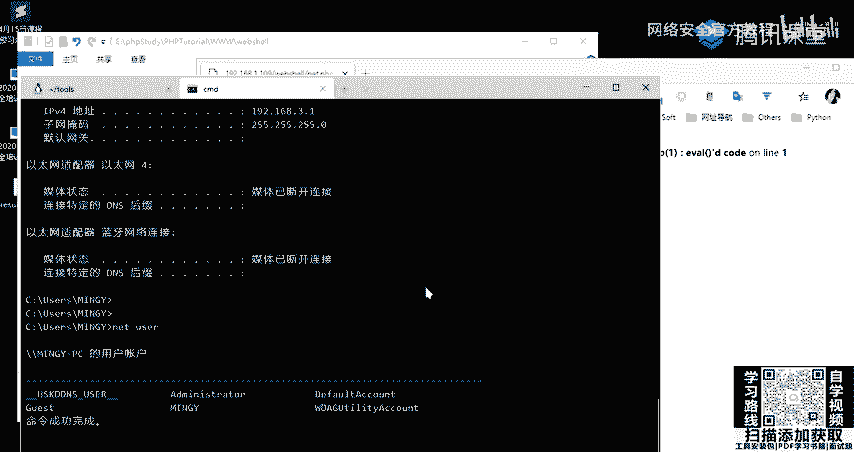 网络安全官方教程
腾讯课堂
G:\phpStudy\PHPTutorial\WWW\webshell
文件 主页 共享 查看
~/tools
cmd
Soft 网址导航 Others Python
eval()'d code on line 1
IPv4 地址 . . . . . . . . . . . . : 192.168.3.1
子网掩码 . . . . . . . . . . . . : 255.255.255.0
默认网关. . . . . . . . . . . . . :
以太网适配器 以太网 4:
媒体状态 . . . . . . . . . . . . : 媒体已断开连接
连接特定的 DNS 后缀 . . . . . . . :
以太网适配器 蓝牙网络连接:
媒体状态 . . . . . . . . . . . . : 媒体已断开连接
连接特定的 DNS 后缀 . . . . . . . :
C:\Users\MINGY>
C:\Users\MINGY>
C:\Users\MINGY>net user
\\MINGY-PC 的用户帐户
Administrator DefaultAccount
Guest MINGY WDAGUtilityAccount
命令成功完成。
学习路线
自学视频
扫描添加获取
工具安装包|PDF学习书籍|面试题